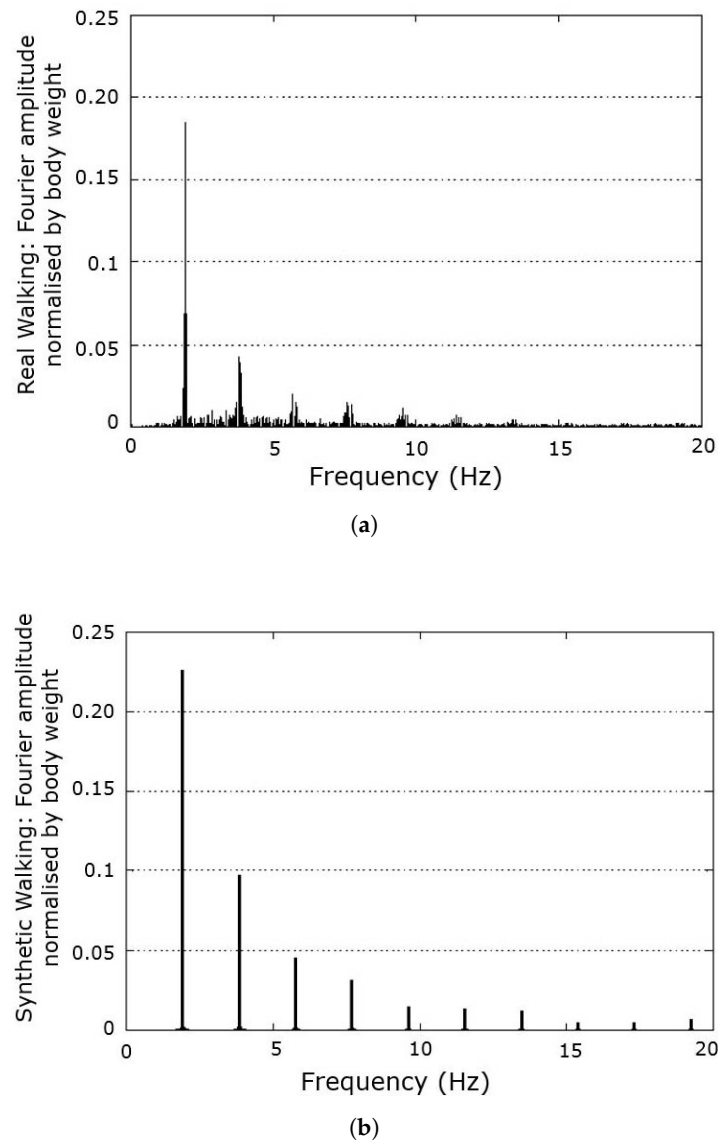 Real Walking: Fourier amplitude
normalised by body weight
0.25
0.20
0.15
0.1
0.05
0
0
5
10
15
20
Frequency (Hz)
(a)
Synthetic Walking: Fourier amplitude
normalised by body weight
0.25
0.20
0.15
0.1
0.05
0
0
5
10
15
20
Frequency (Hz)
(b)